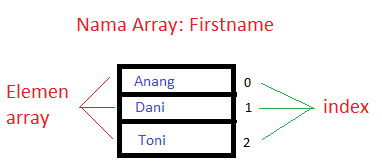 Nama Array: Firstname
Anang 0
Elemen array
Dani 1
index
Toni 2